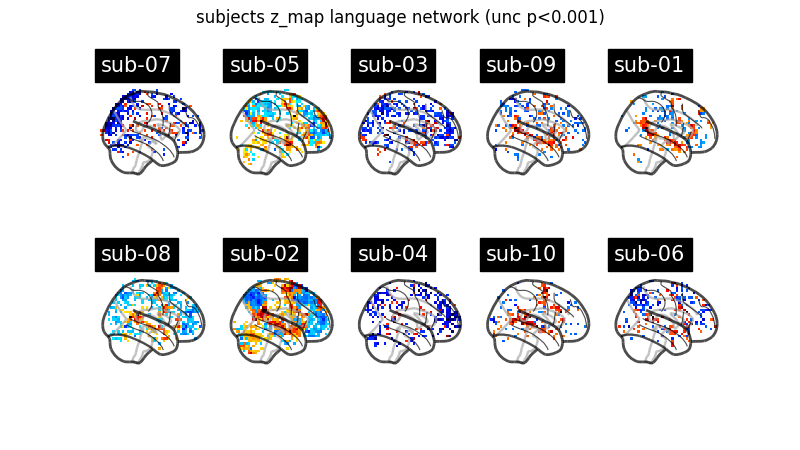 subjects z_map language network (unc p<0.001)
sub-07
sub-05
sub-03
sub-09
sub-01
sub-08
sub-02
sub-04
sub-10
sub-06